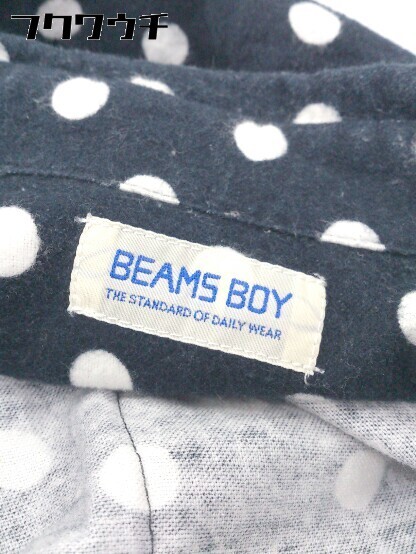 フクワウチ
BEAMS BOY
THE STANDARD OF DAILY WEAR